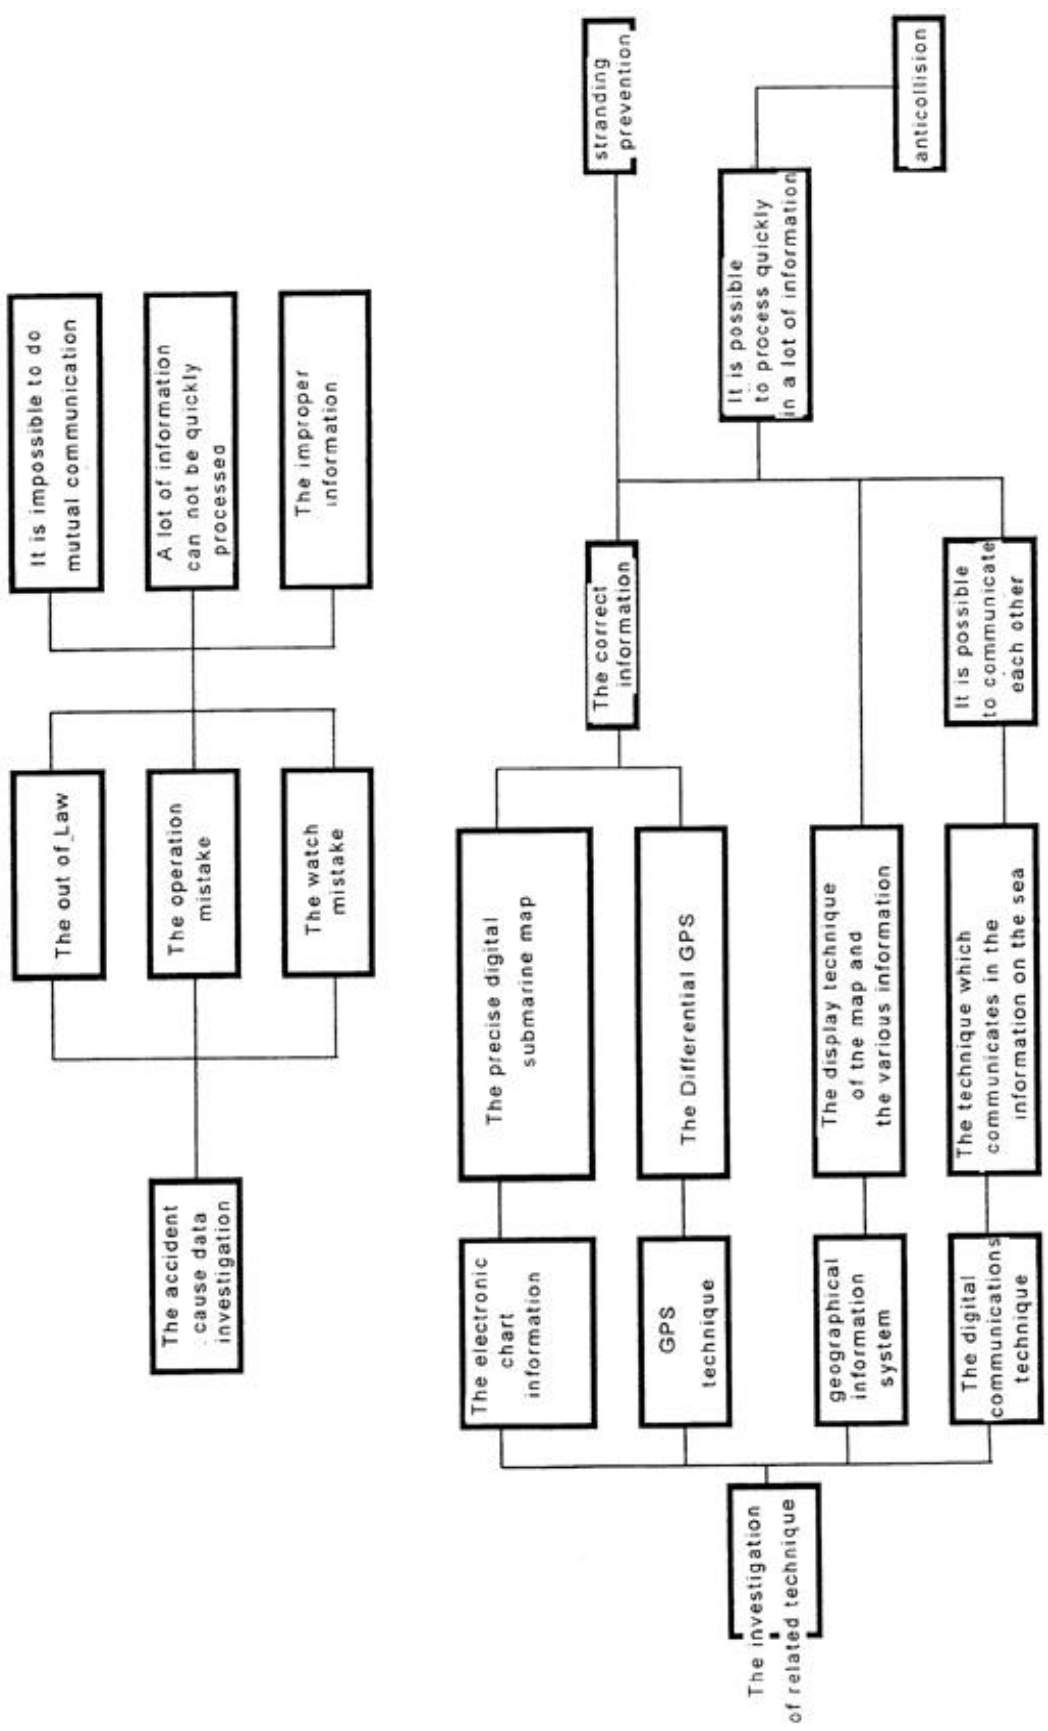 The accident
cause data
investigation
The out of Law
The operation
mistake
The watch
mistake
It is impossible to do
mutual communication
A lot of information
can not be quickly
processed
The improper
information
The investigation
of related technique
The electronic
chart
information
GPS
technique
geographical
information
system
The digital
communications
technique
The precise digital
submarine map
The Differential GPS
The display technique
of the map and
the various information
The technique which
communicates in the
information on the sea
The correct
information
It is possible
to communicate
each other
It is possible
to process quickly
in a lot of information
stranding
prevention
anticollision